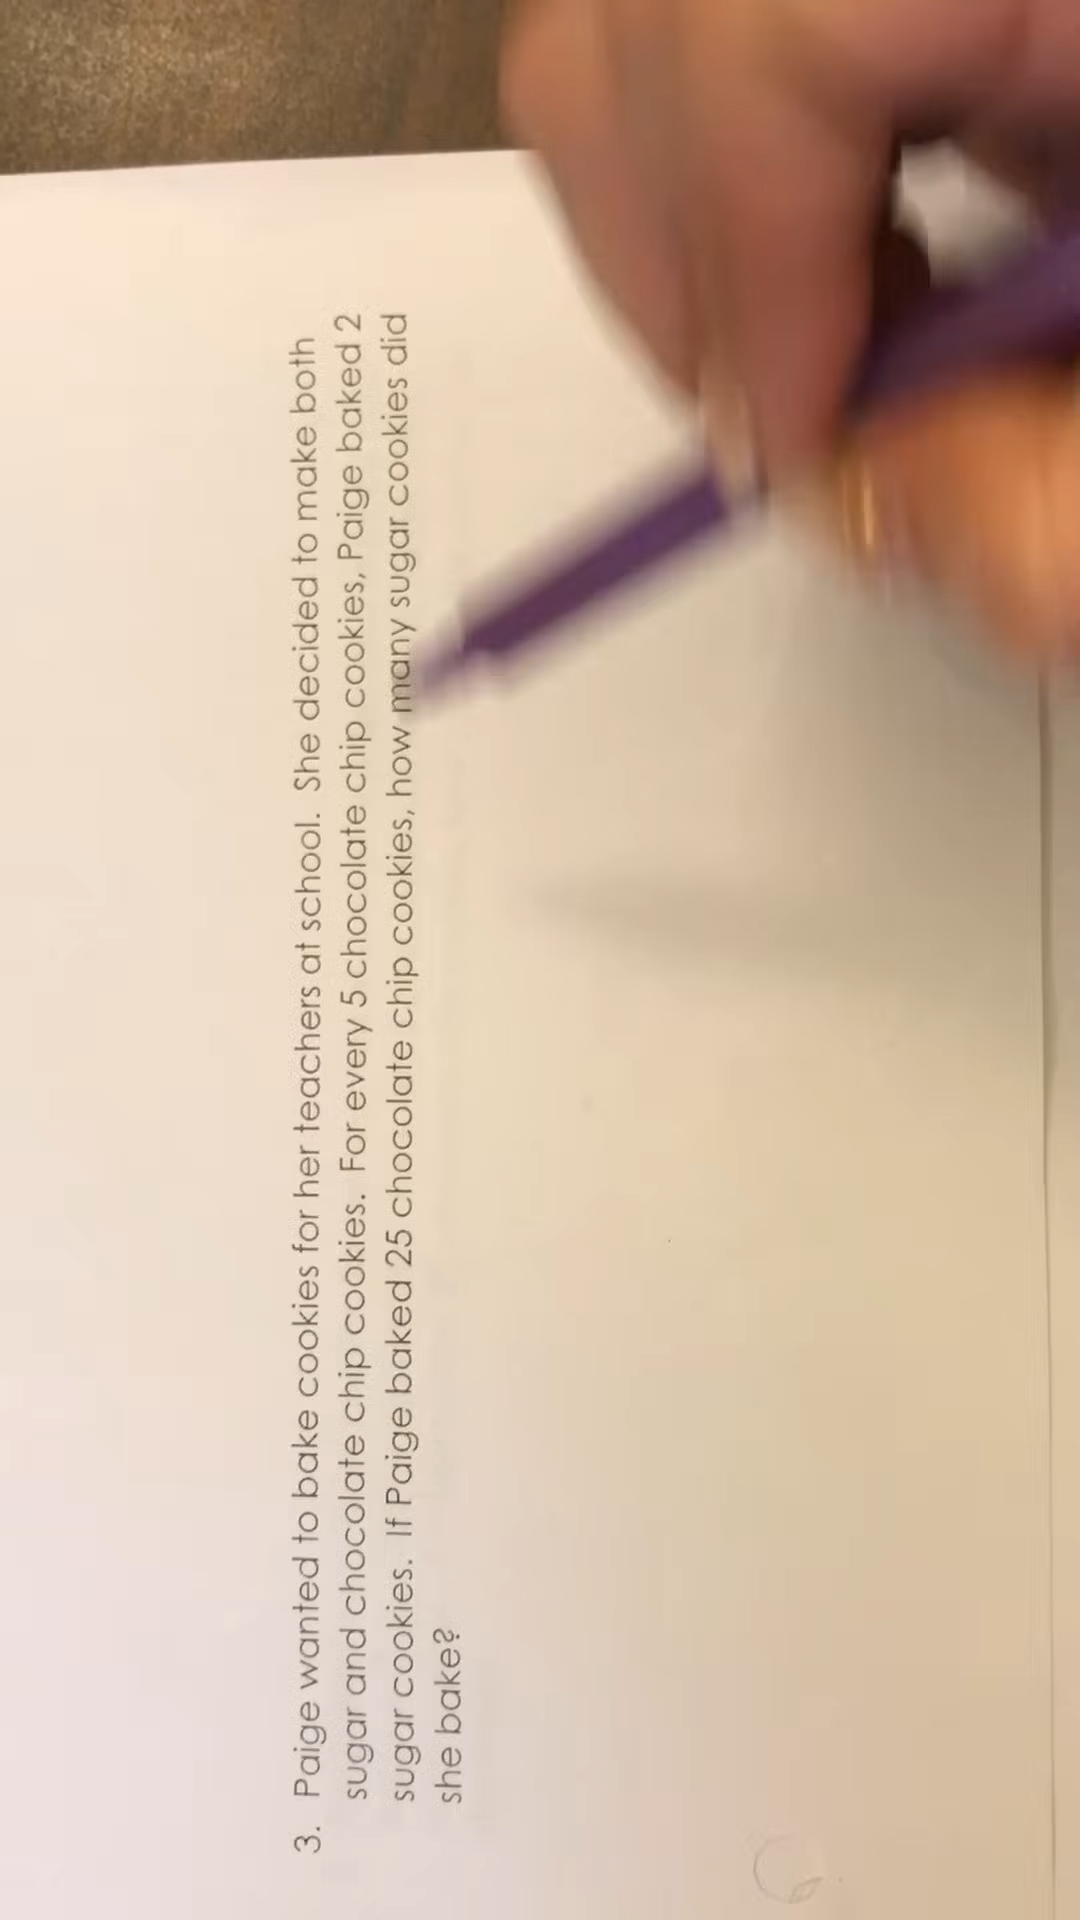 3. Paige wanted to bake cookies for her teachers at school. She decided to make both
sugar and chocolate chip cookies. For every 5 chocolate chip cookies, Paige baked 2
sugar cookies. If Paige baked 25 chocolate chip cookies, how many sugar cookies did
she bake?